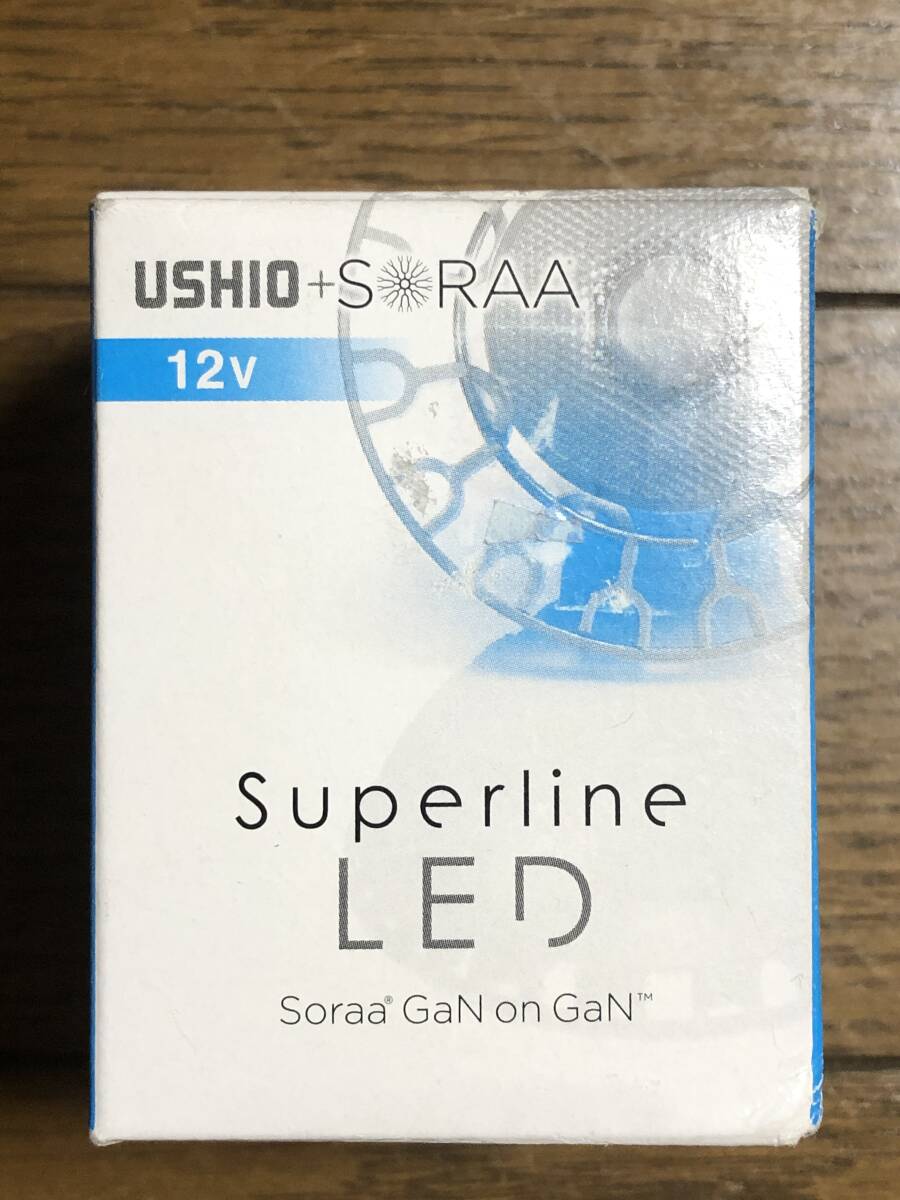 USHIO+SORAA
12V
Superline
LED
Soraa® GaN on GaN™